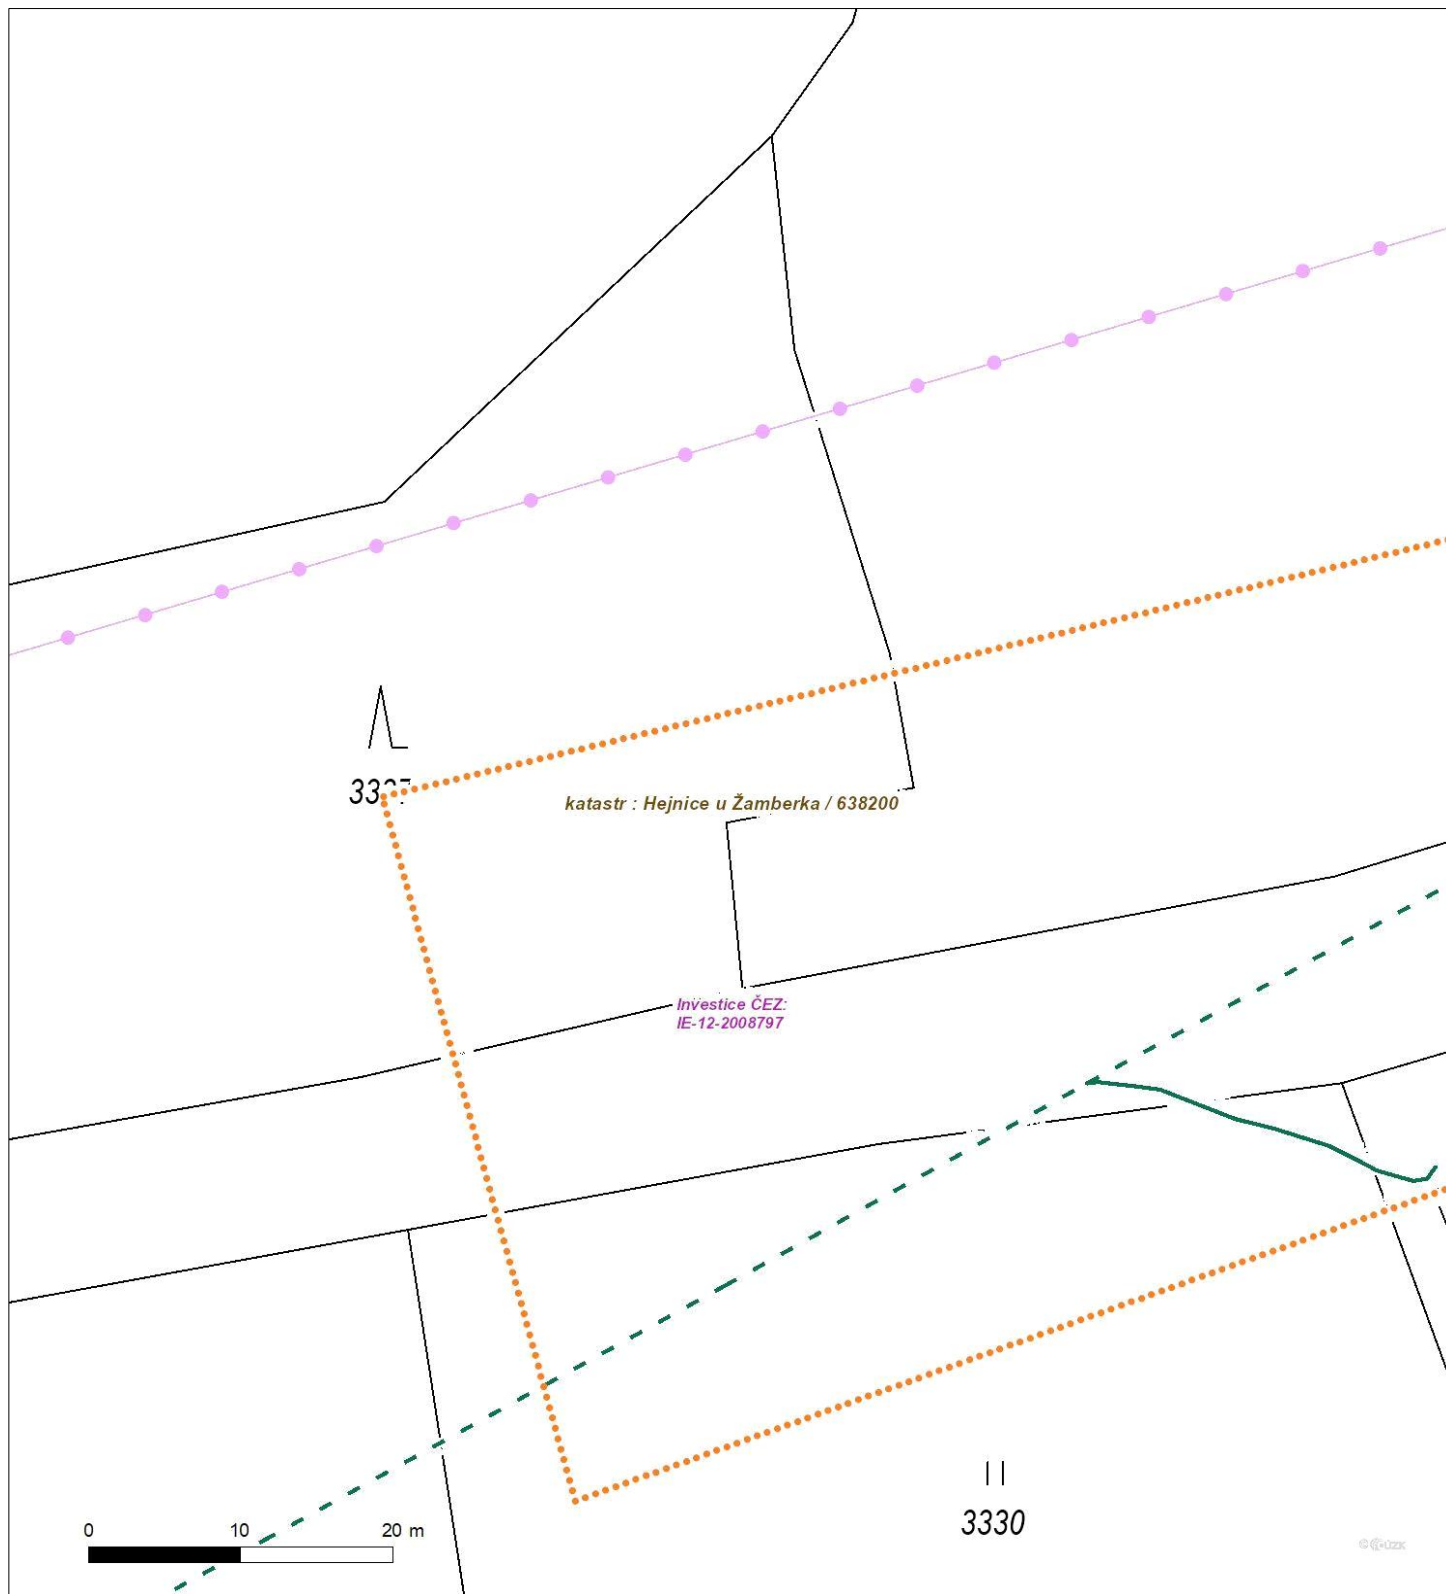 katastr : Hejnice u Žamberka / 638200
Investice ČEZ:
IE-12-2008797
3330
0 10 20 m